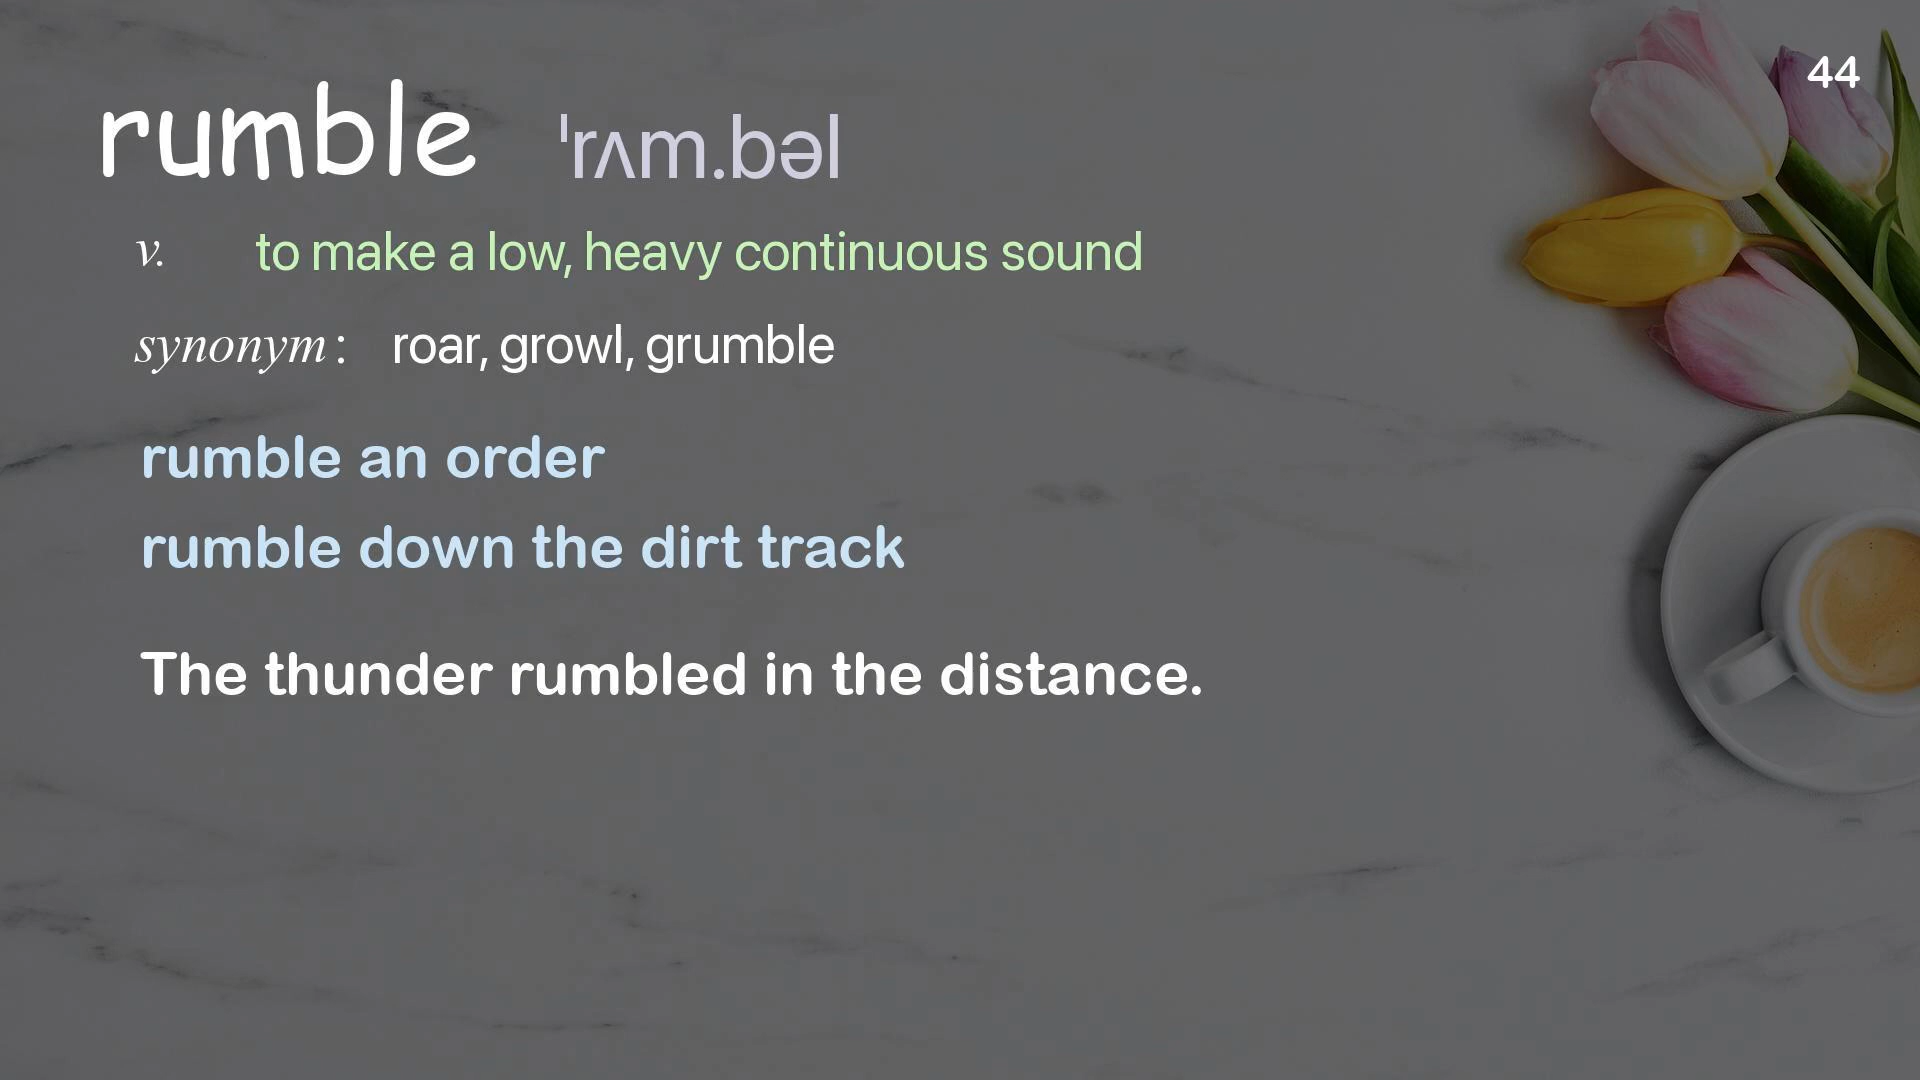 44
rumble ˈrʌm.bəl
v. to make a low, heavy continuous sound
synonym : roar, growl, grumble
rumble an order
rumble down the dirt track
The thunder rumbled in the distance.